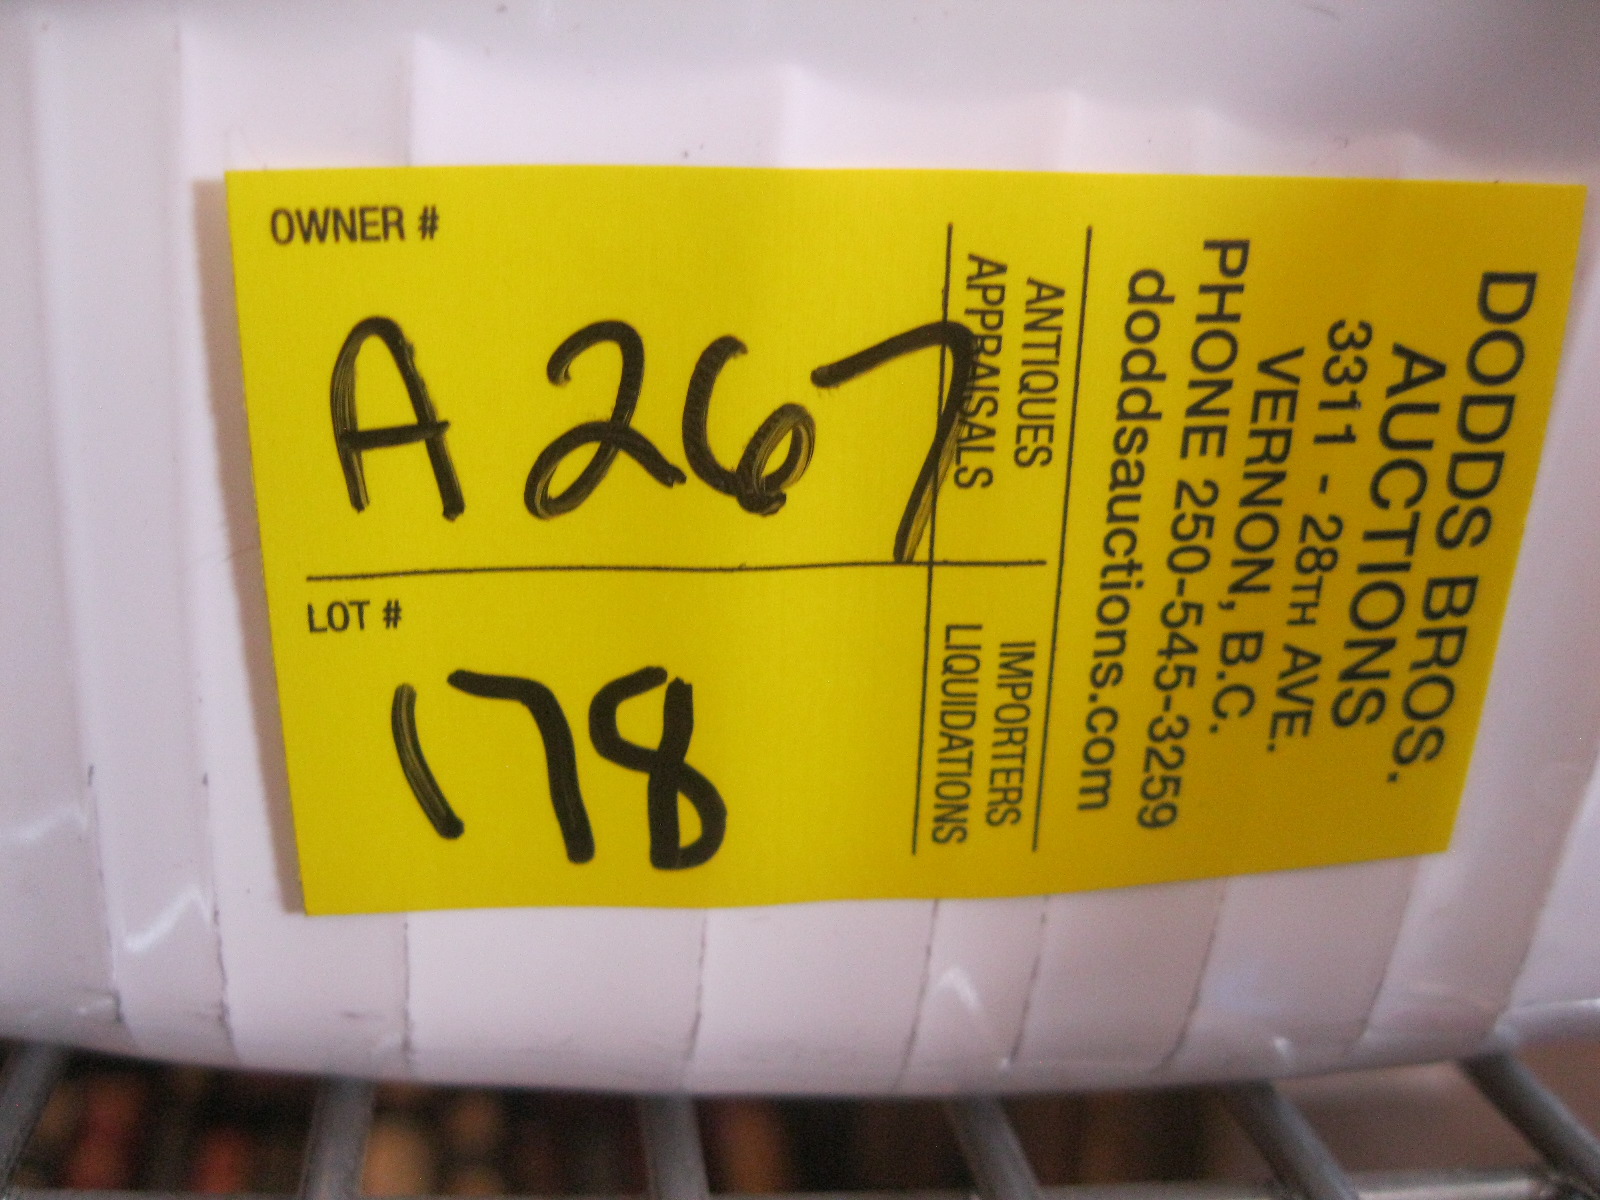 DODDS BROS.
AUCTIONS
3311 - 28TH AVE.
VERNON, B.C.
PHONE 250-545-3259
doddsauctions.com
ANTIQUES
APPRAISALS
IMPORTERS
LIQUIDATIONS
OWNER #
A 267
LOT #
178